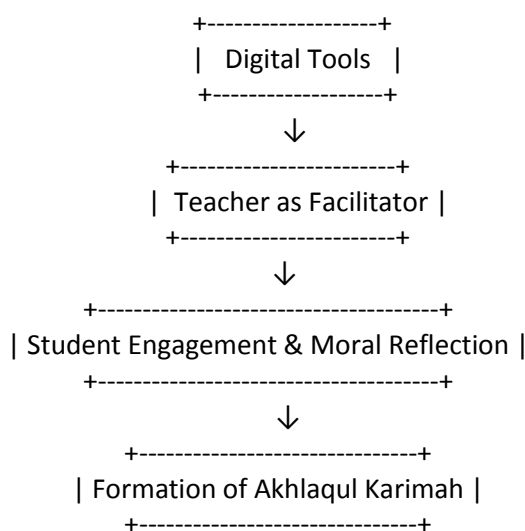 +-------------------+
| Digital Tools |
+-------------------+
↓
+------------------------+
| Teacher as Facilitator |
+------------------------+
↓
+--------------------------------------+
| Student Engagement & Moral Reflection |
+--------------------------------------+
↓
+-------------------------------+
| Formation of Akhlaqul Karimah |
+-------------------------------+